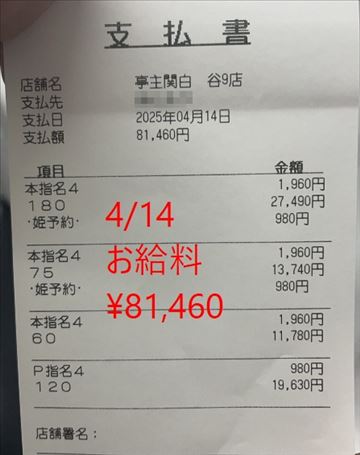 支払書
店舗名 亭主関白 谷9店
支払先
支払日 2025年04月14日
支払額 81,460円
項目 金額
本指名4 1,960円
180 27,490円
・姫予約・ 980円
本指名4 1,960円
75 13,740円
・姫予約・ 980円
本指名4 1,960円
60 11,780円
P指名4 980円
120 19,630円
店舗署名：
4/14
お給料
¥81,460